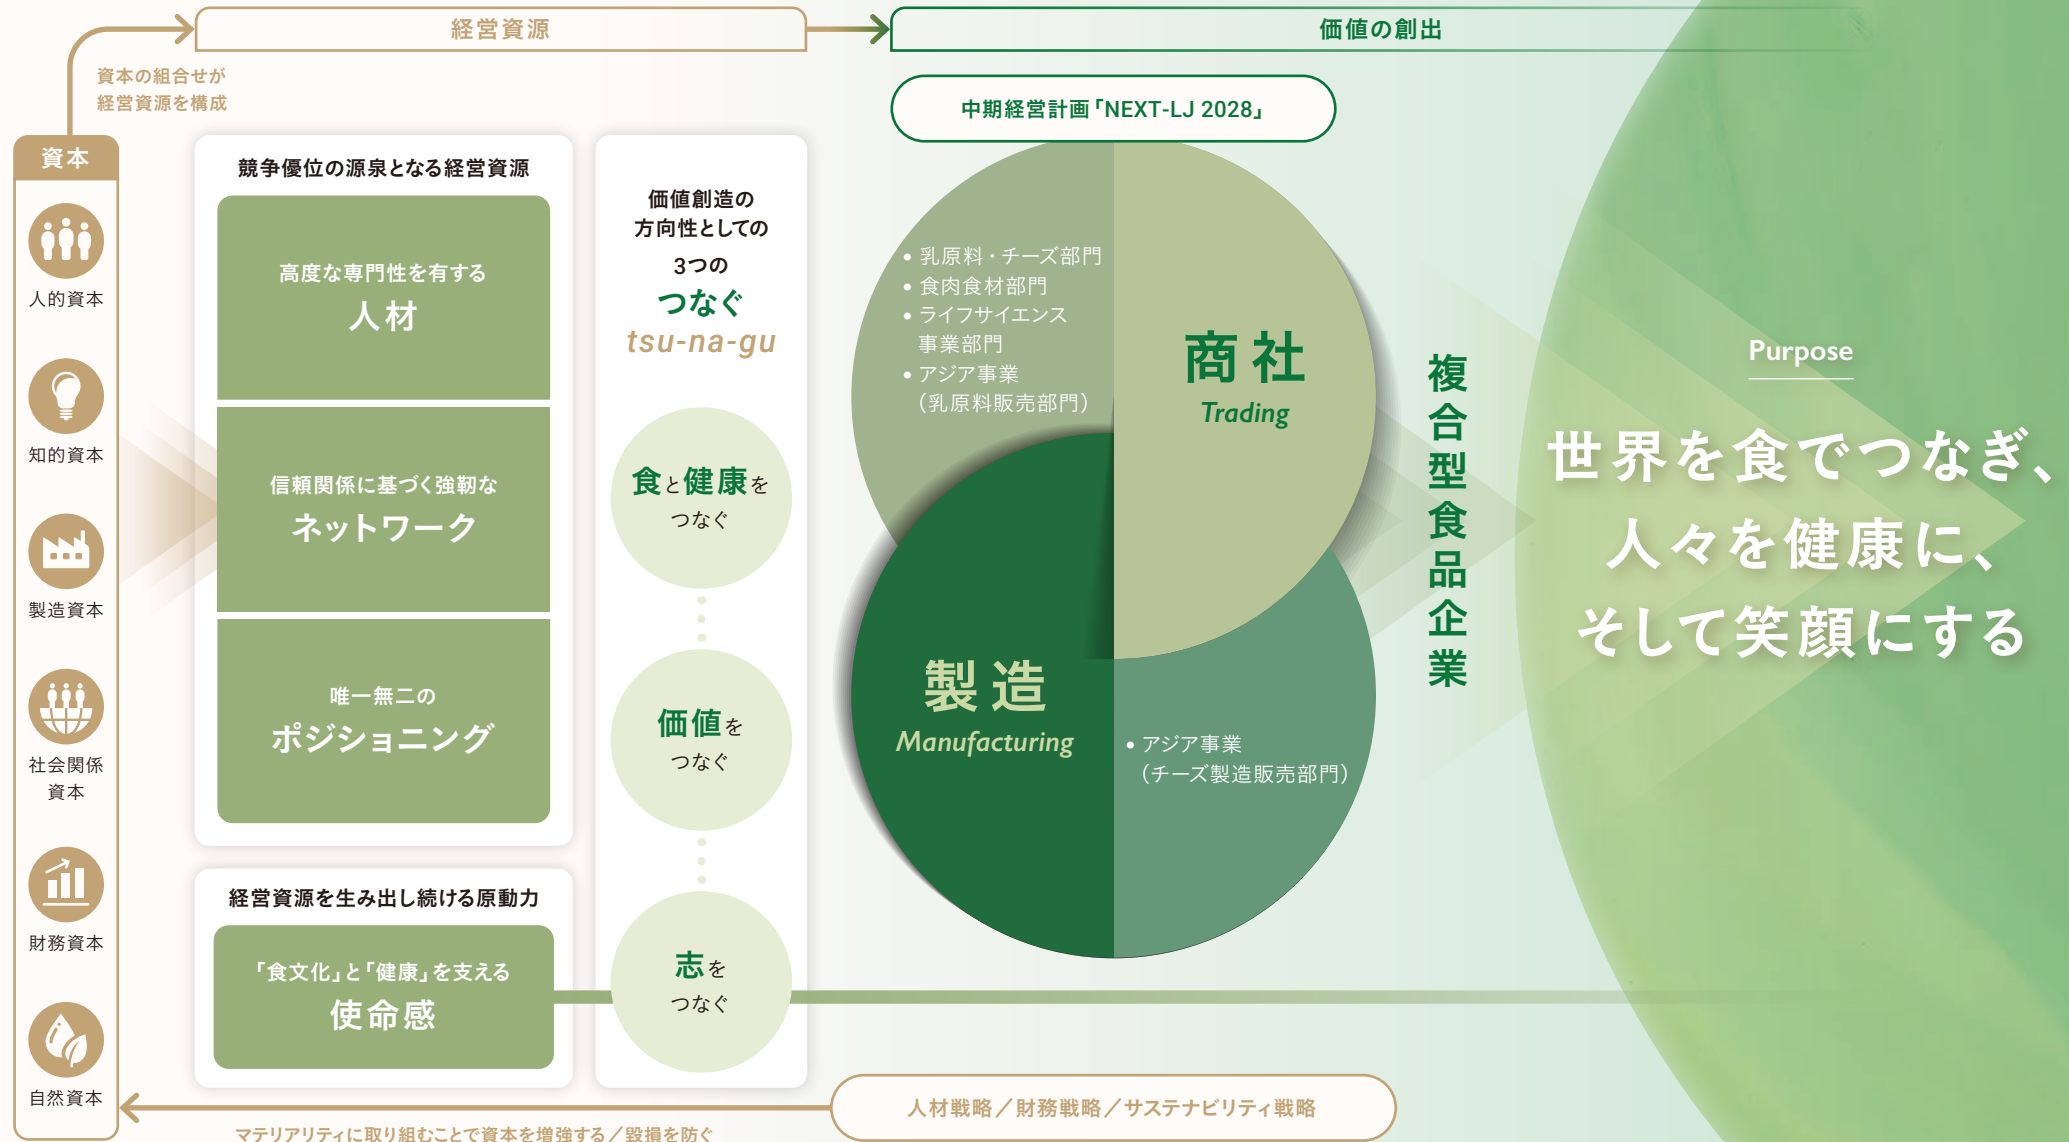 経営資源
価値の創出
資本の組合せが
経営資源を構成
中期経営計画「NEXT-LJ 2028」
資本
人的資本
知的資本
製造資本
社会関係
資本
財務資本
自然資本
競争優位の源泉となる経営資源
高度な専門性を有する
人材
信頼関係に基づく強靭な
ネットワーク
唯一無二の
ポジショニング
経営資源を生み出し続ける原動力
「食文化」と「健康」を支える
使命感
価値創造の
方向性としての
3つの
つなぐ
tsu-na-gu
食と健康を
つなぐ
価値を
つなぐ
志を
つなぐ
• 乳原料・チーズ部門
• 食肉食材部門
• ライフサイエンス
事業部門
• アジア事業
（乳原料販売部門）
商社
Trading
製造
Manufacturing
• アジア事業
（チーズ製造販売部門）
複合型食品企業
Purpose
世界を食でつなぎ、
人々を健康に、
そして笑顔にする
人材戦略／財務戦略／サステナビリティ戦略
マテリアリティに取り組むことで資本を増強する／毀損を防ぐ